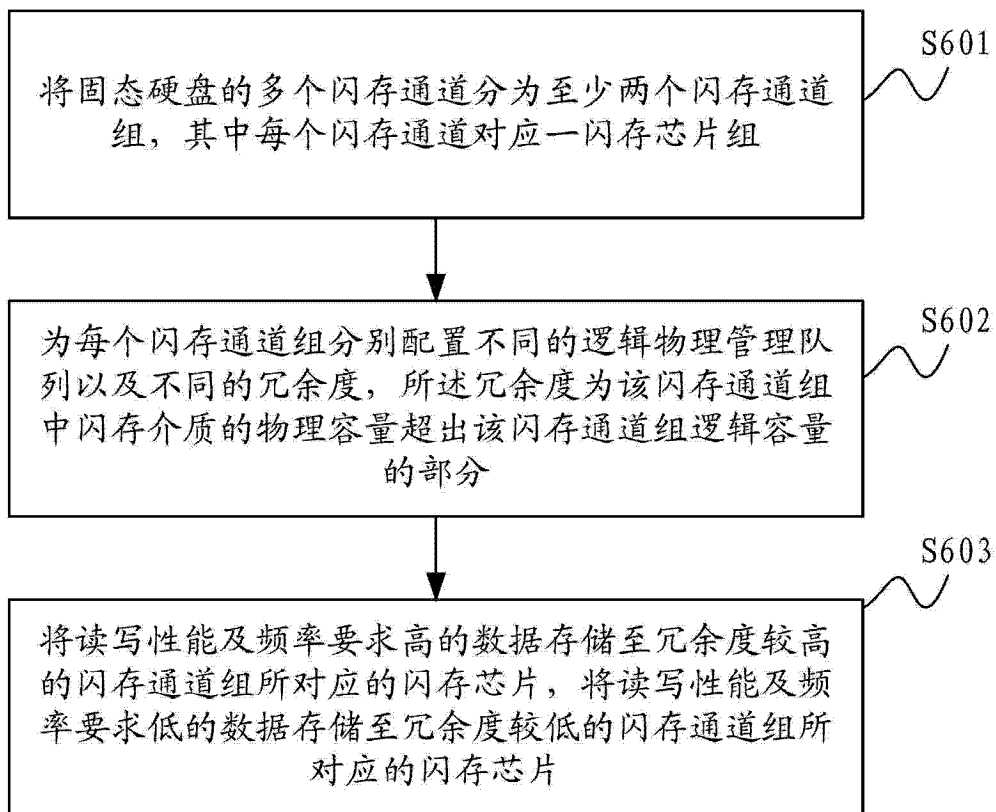 S601
将固态硬盘的多个闪存通道分为至少两个闪存通道
组，其中每个闪存通道对应一闪存芯片组
S602
为每个闪存通道组分别配置不同的逻辑物理管理队
列以及不同的冗余度，所述冗余度为该闪存通道组
中闪存介质的物理容量超出该闪存通道组逻辑容量
的部分
S603
将读写性能及频率要求高的数据存储至冗余度较高
的闪存通道组所对应的闪存芯片，将读写性能及频
率要求低的数据存储至冗余度较低的闪存通道组所
对应的闪存芯片